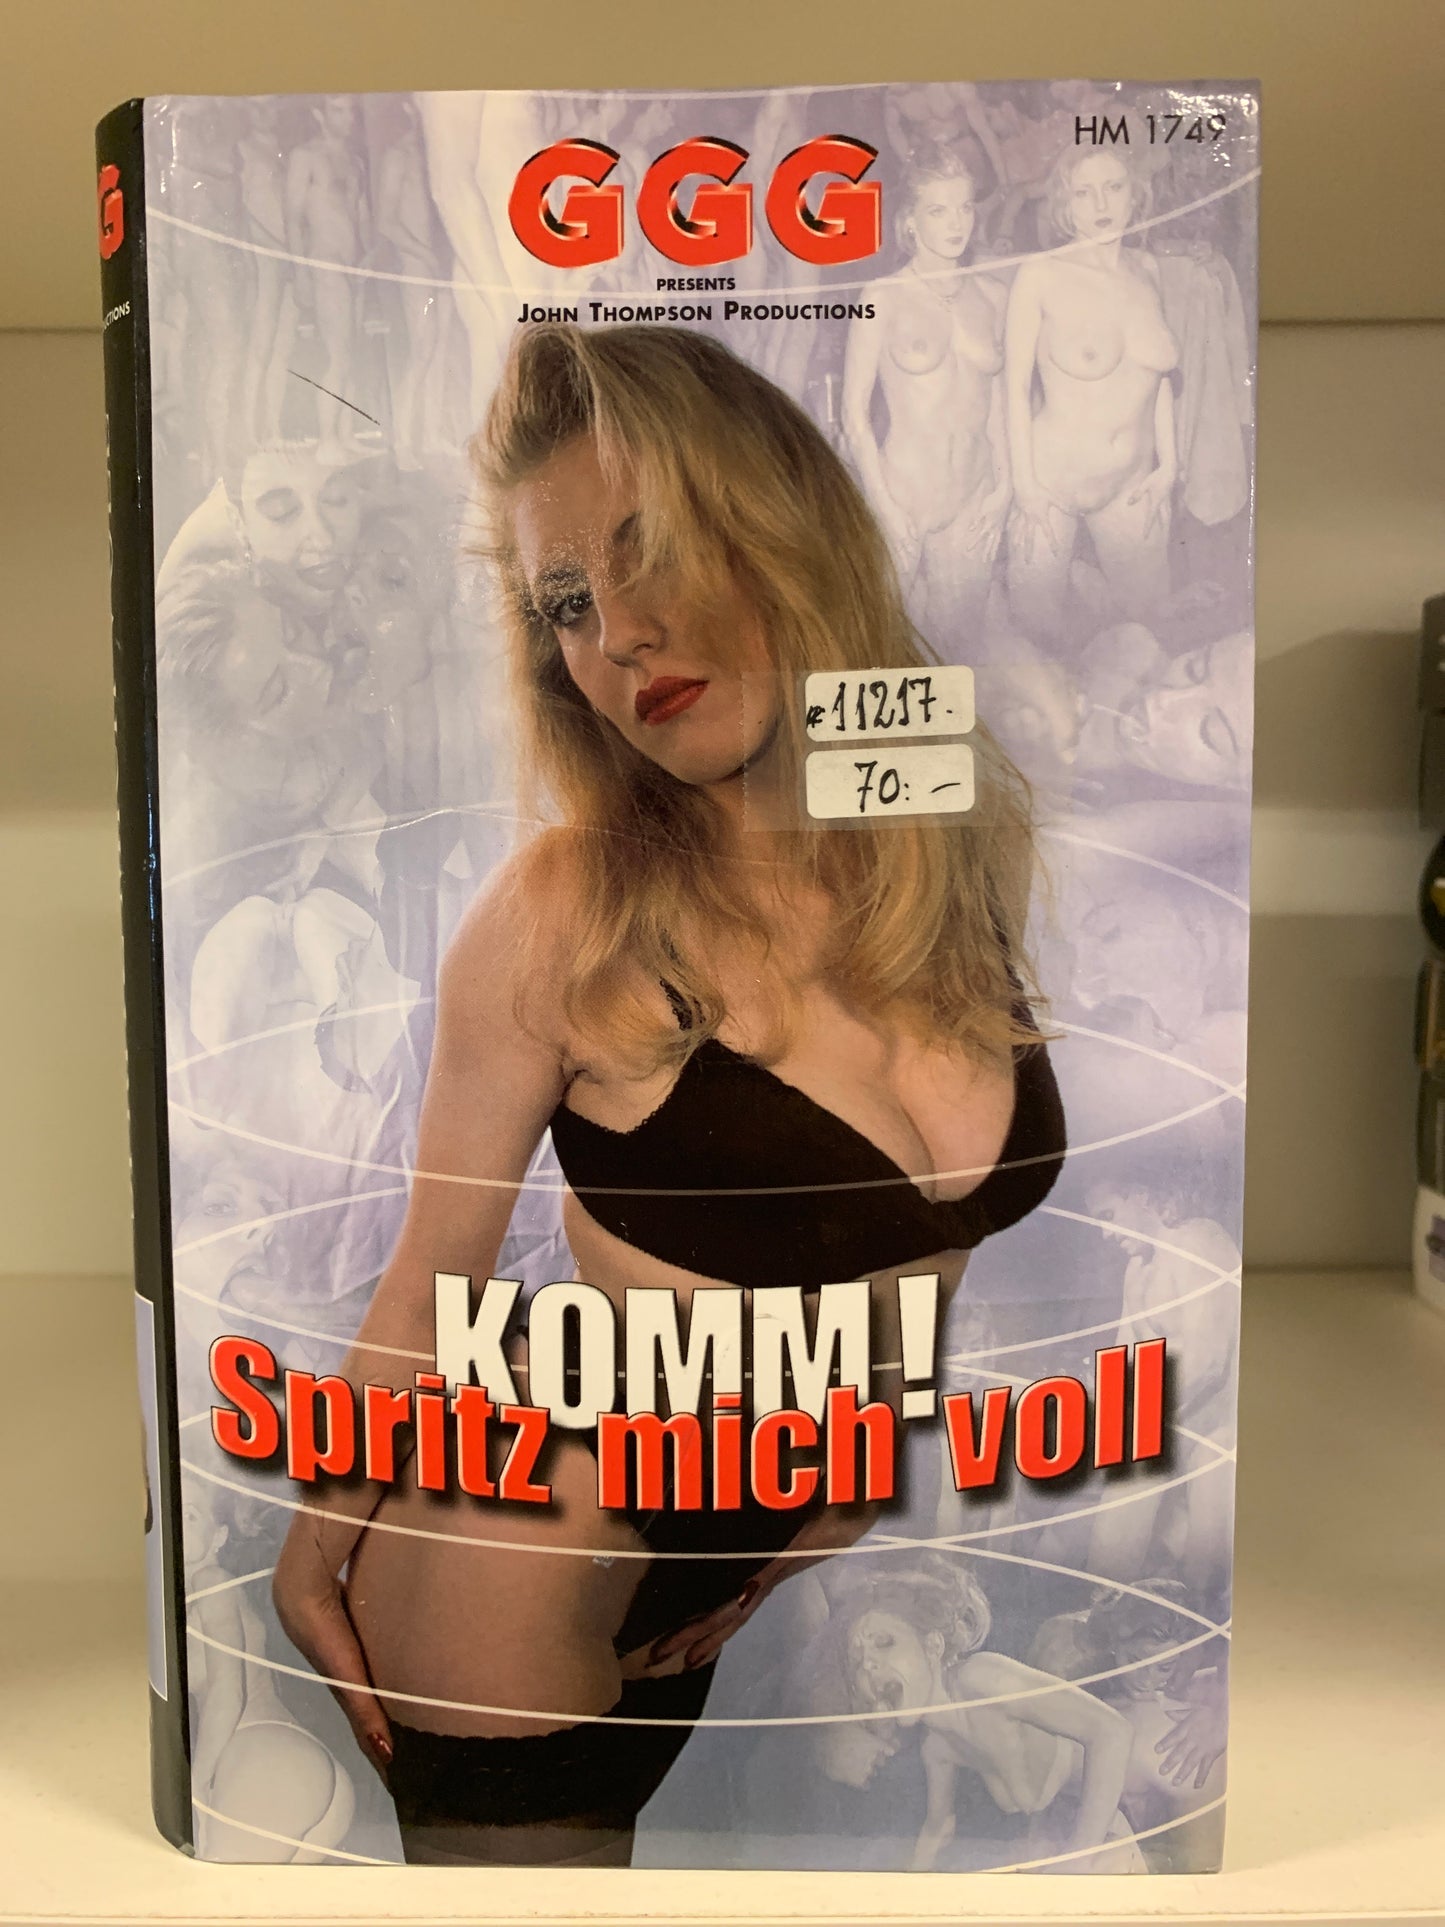 GGG
HM 1749
PRESENTS
JOHN THOMPSON PRODUCTIONS
#11217.
70:-
KOMM!
Spritz mich voll